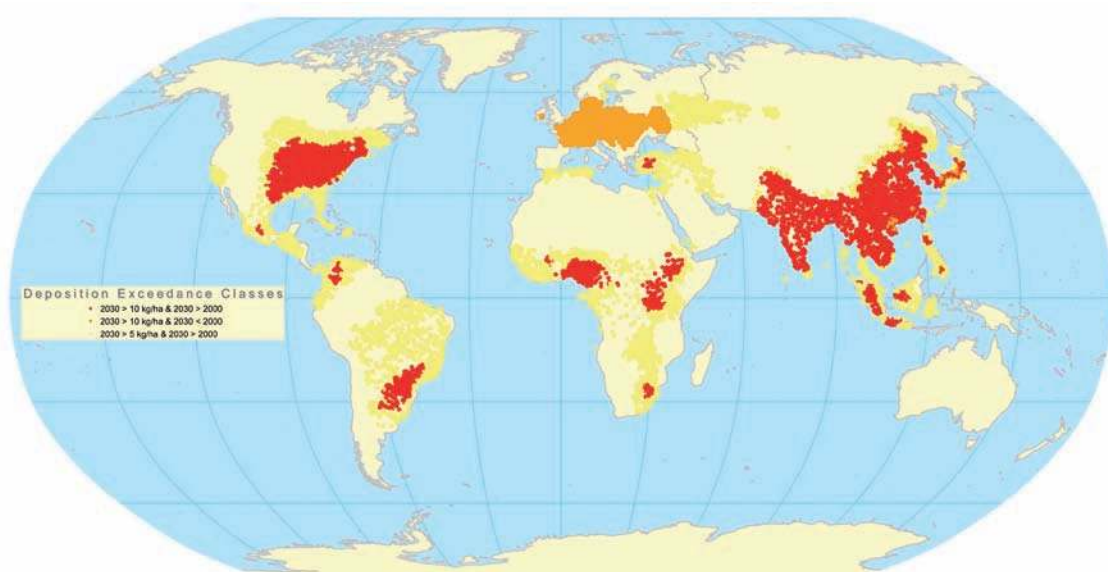 Deposition Exceedance Classes
2030 > 10 kg/ha & 2030 > 2000
2030 > 10 kg/ha & 2030 < 2000
2030 > 5 kg/ha & 2030 > 2000